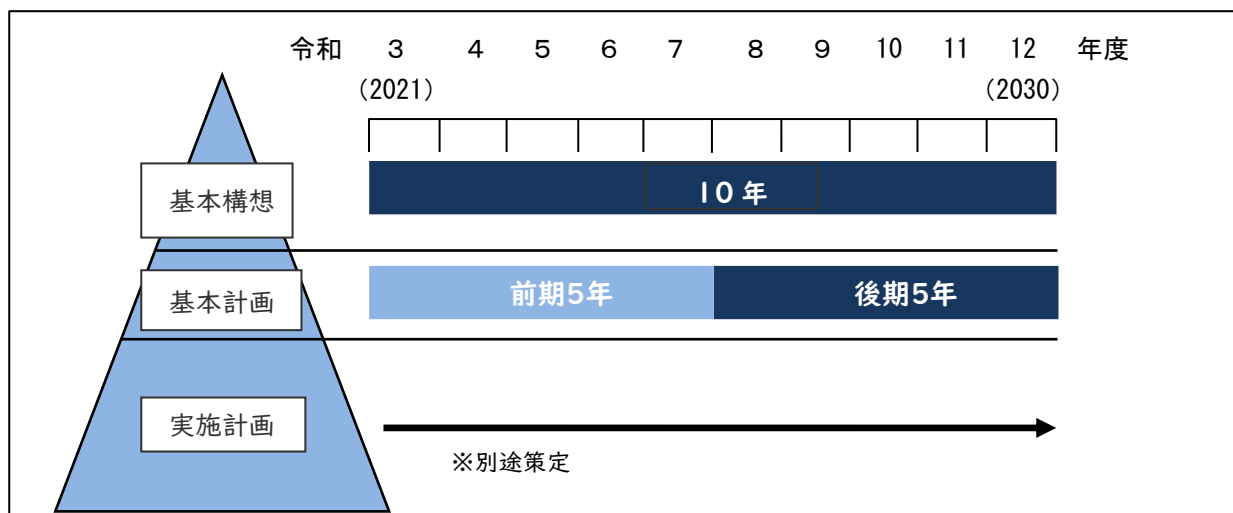 令和 3 4 5 6 7 8 9 10 11 12 年度
(2021) (2030)
基本構想 10年
基本計画 前期5年 後期5年
実施計画
※別途策定